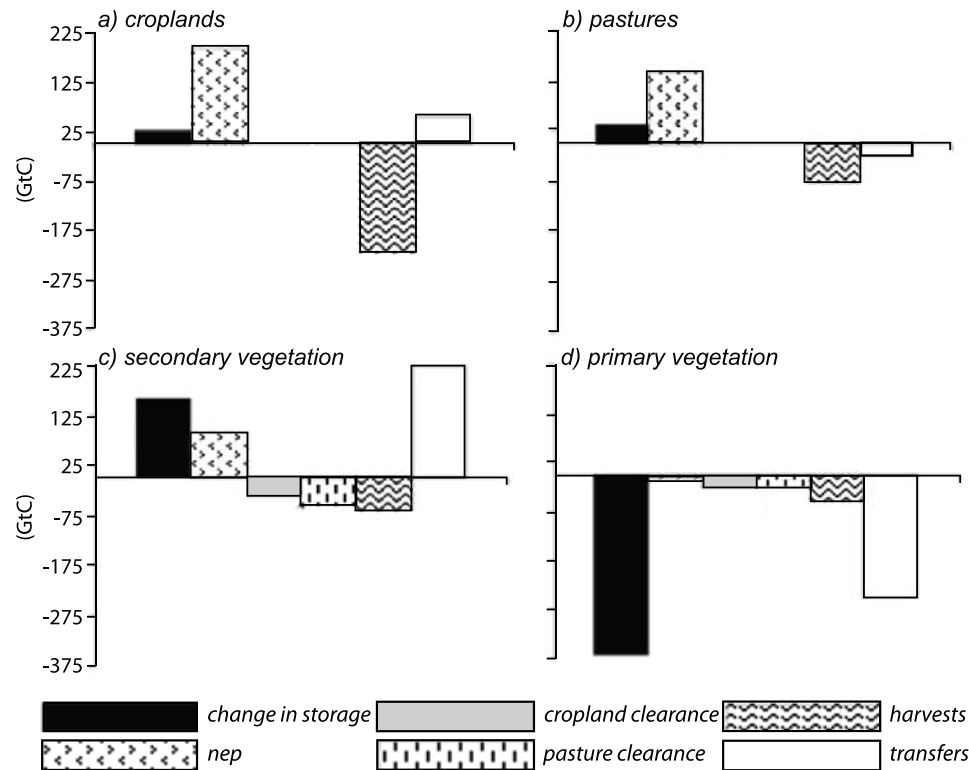 a) croplands
225
125
25
-75
-175
-275
-375
(GtC)
b) pastures
c) secondary vegetation
225
125
25
-75
-175
-275
-375
(GtC)
d) primary vegetation
change in storage
cropland clearance
harvests
nep
pasture clearance
transfers